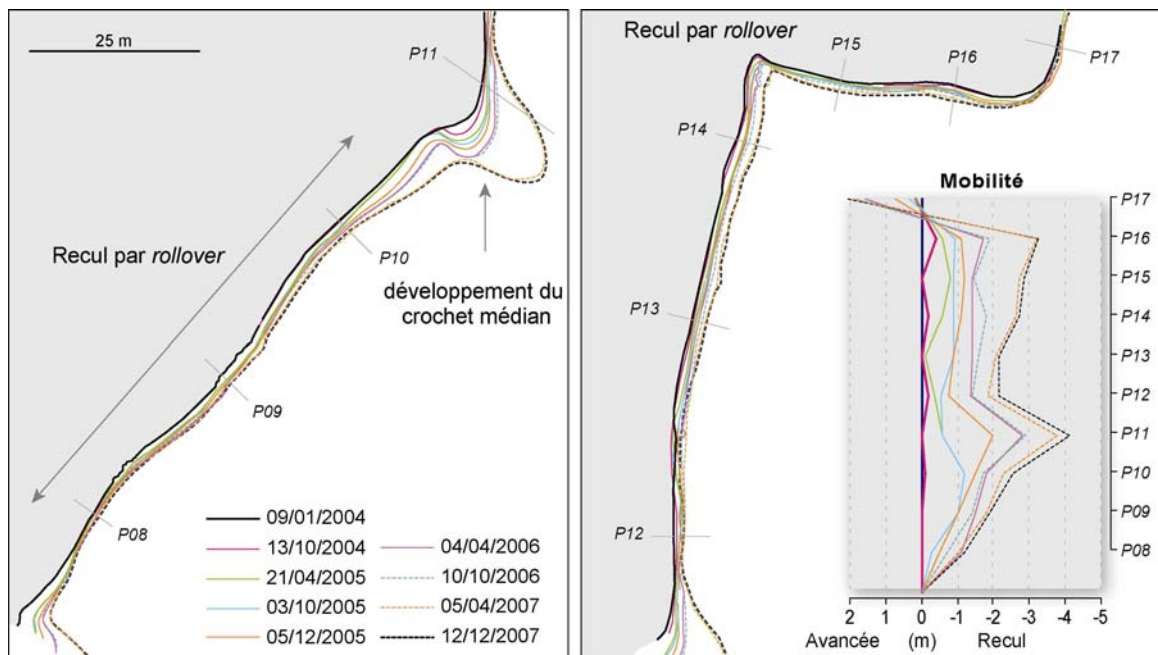 25 m
P11
Recul par rollover
P10
développement du
crochet médian
P09
P08
09/01/2004
13/10/2004
21/04/2005
03/10/2005
05/12/2005
04/04/2006
10/10/2006
05/04/2007
12/12/2007
Recul par rollover
P15
P16
P17
P14
P13
P12
Mobilité
P17
P16
P15
P14
P13
P12
P11
P10
P09
P08
2 1 0 -1 -2 -3 -4 -5
Avancée (m) Recul